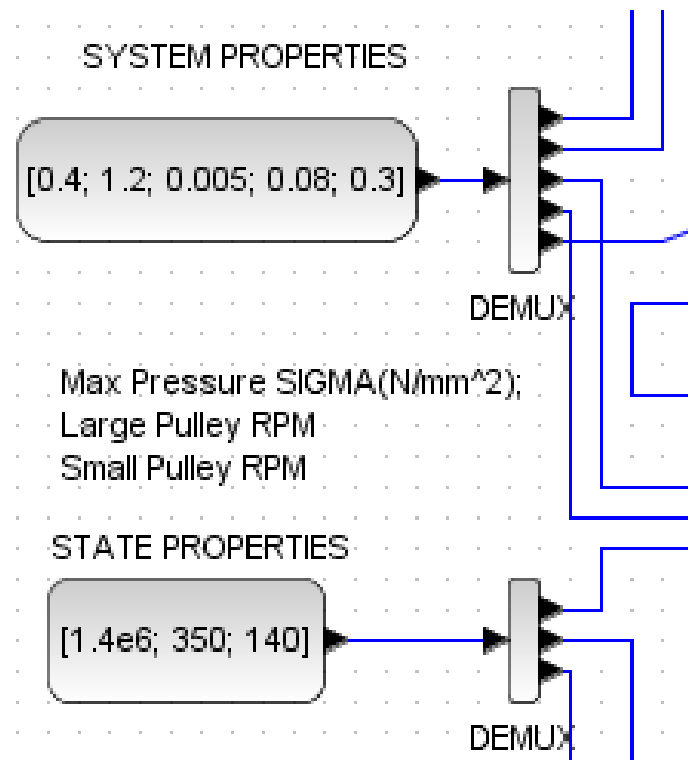 SYSTEM PROPERTIES
[0.4; 1.2; 0.005; 0.08; 0.3]
DEMUX
Max Pressure SIGMA(N/mm^2);
Large Pulley RPM
Small Pulley RPM
STATE PROPERTIES
[1.4e6; 350; 140]
DEMUX